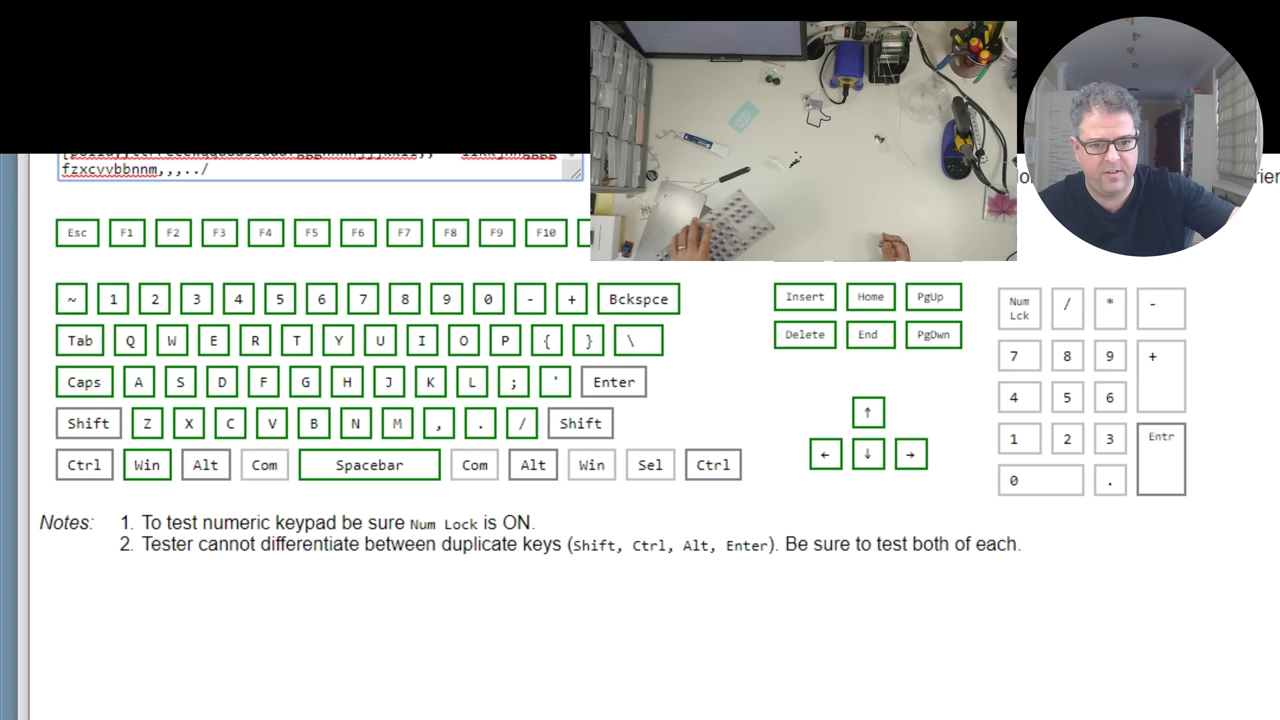 fzxcvvbbnnm,,,../
Esc F1 F2 F3 F4 F5 F6 F7 F8 F9 F10
~ 1 2 3 4 5 6 7 8 9 0 - + Bckspce
Tab Q W E R T Y U I O P { } \
Caps A S D F G H J K L ; ' Enter
Shift Z X C V B N M , . / Shift
Ctrl Win Alt Com Spacebar Com Alt Win Sel Ctrl
Insert Home PgUp
Delete End PgDwn
↑
← ↓ →
Num Lck / * -
7 8 9 +
4 5 6
1 2 3 Entr
0 .
Notes: 1. To test numeric keypad be sure Num Lock is ON.
2. Tester cannot differentiate between duplicate keys (Shift, Ctrl, Alt, Enter). Be sure to test both of each.